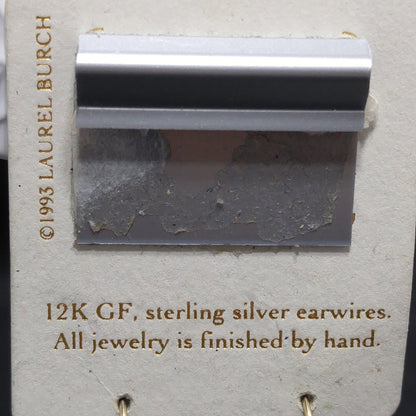 ©1993 LAUREL BURCH
12K GF, sterling silver earwires.
All jewelry is finished by hand.